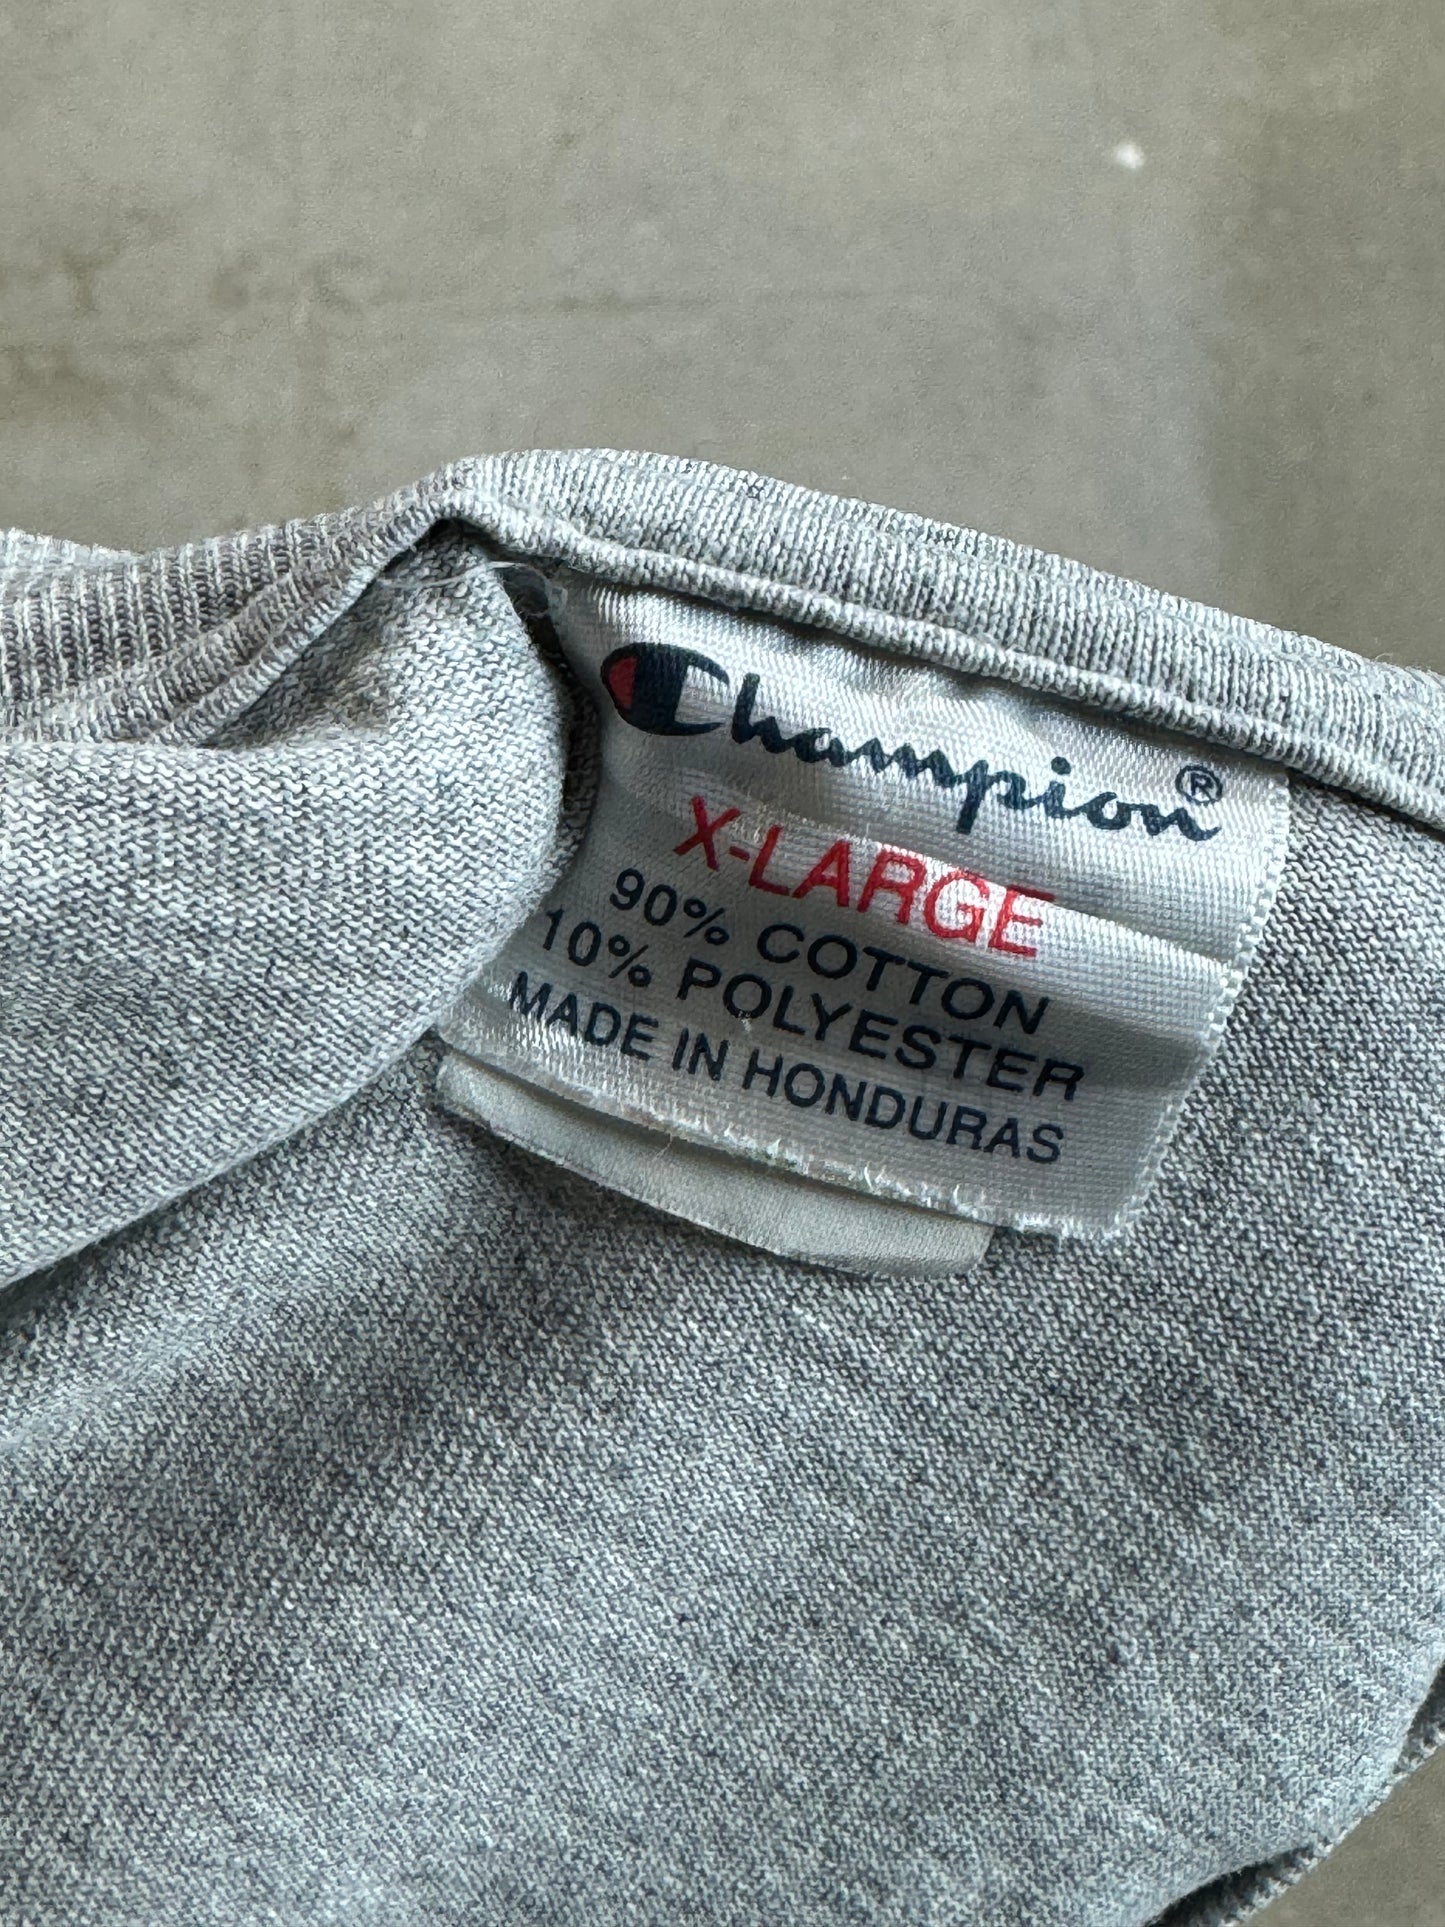 Champion®
X-LARGE
90% COTTON
10% POLYESTER
MADE IN HONDURAS